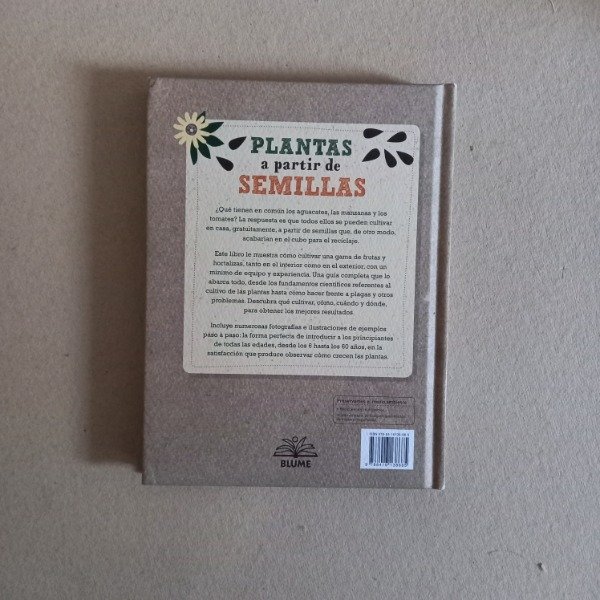 PLANTAS
a partir de
SEMILLAS
¿Qué tienen en común los aguacates, las manzanas y los
tomates? La respuesta es que todos ellos se pueden cultivar
en casa, gratuitamente, a partir de semillas que, de otro modo,
acabarían en el cubo para el reciclaje.
Este libro le muestra cómo cultivar una gama de frutas y
hortalizas, tanto en el interior como en el exterior, con un
mínimo de equipo y experiencia. Una guía completa que lo
abarca todo, desde los fundamentos científicos referentes al
cultivo de las plantas hasta cómo hacer frente a plagas y otros
problemas. Descubra qué cultivar, cómo, cuándo y dónde,
para obtener los mejores resultados.
Incluye numerosas fotografías e ilustraciones de ejemplos
paso a paso: la forma perfecta de introducir a los principiantes
de todas las edades, desde los 6 hasta los 60 años, en la
satisfacción que produce observar cómo crecen las plantas.
Preservamos el medio ambiente
BLUME